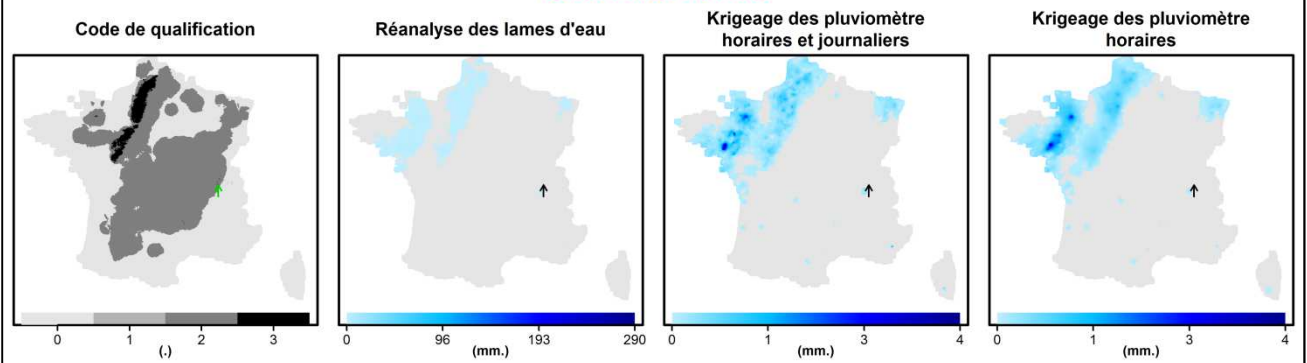 Code de qualification
Réanalyse des lames d'eau
Krigeage des pluviomètre
horaires et journaliers
Krigeage des pluviomètre
horaires
0 1 2 3
(.)
0 96 193 290
(mm.)
0 1 3 4
(mm.)
0 1 3 4
(mm.)